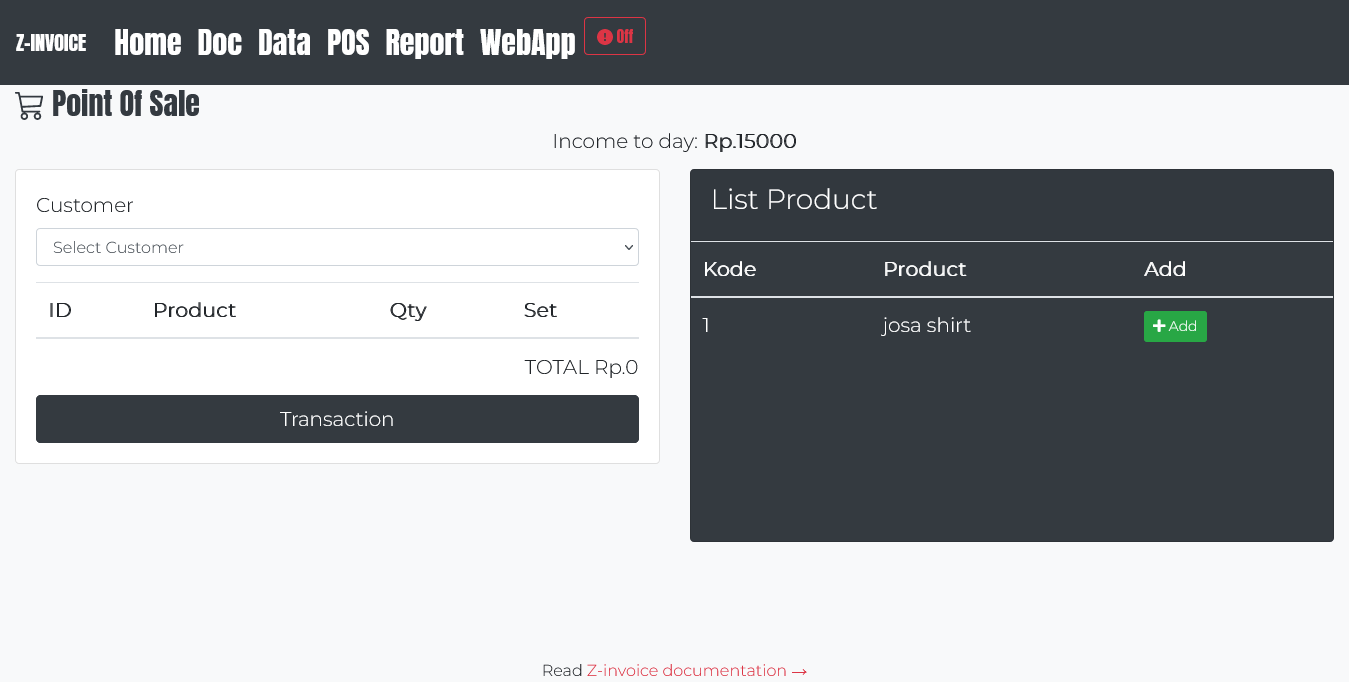 Z-INVOICE Home Doc Data POS Report WebApp Off
Point Of Sale
Income to day: Rp.15000
Customer
Select Customer
ID Product Qty Set
TOTAL Rp.0
Transaction
List Product
Kode Product Add
1 josa shirt Add
Read Z-invoice documentation →